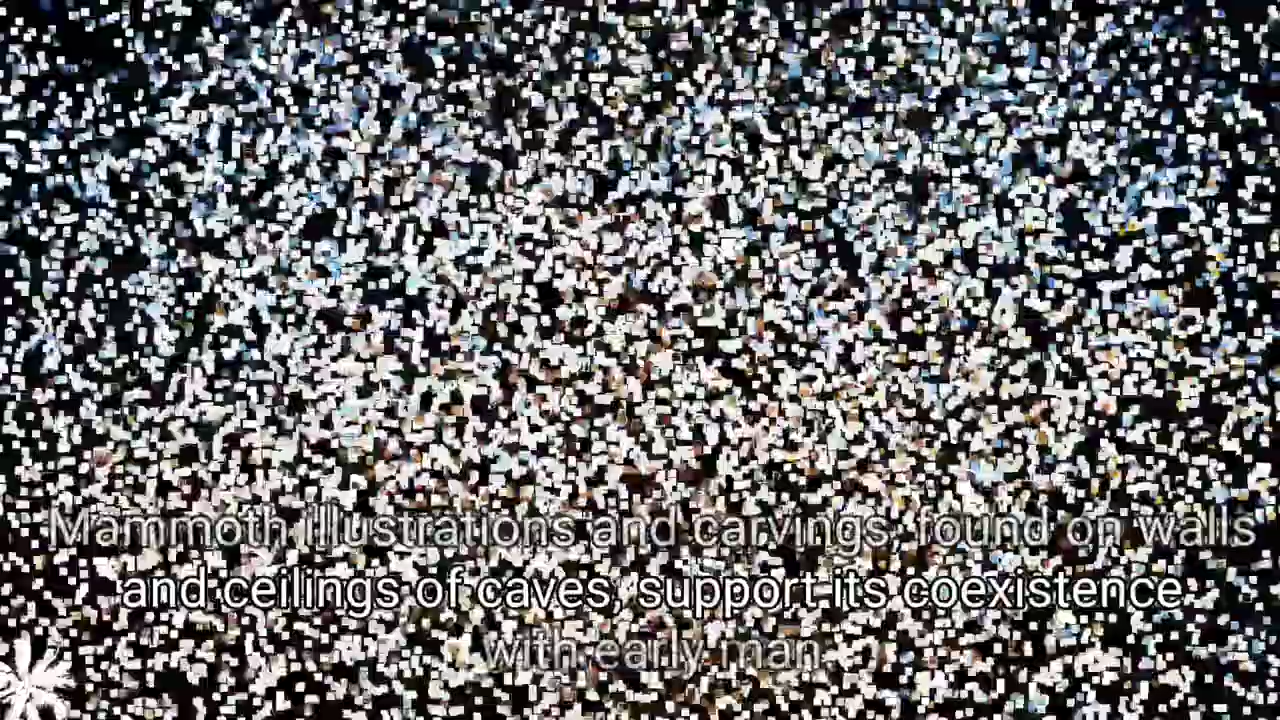 Mammoth illustrations and carvings, found on walls
and ceilings of caves, support its coexistence
with early man